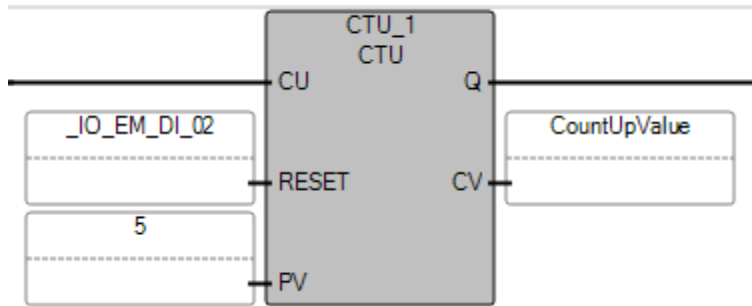 CTU_1
CTU
CU Q
_IO_EM_DI_02 CountUpValue
RESET CV
5
PV